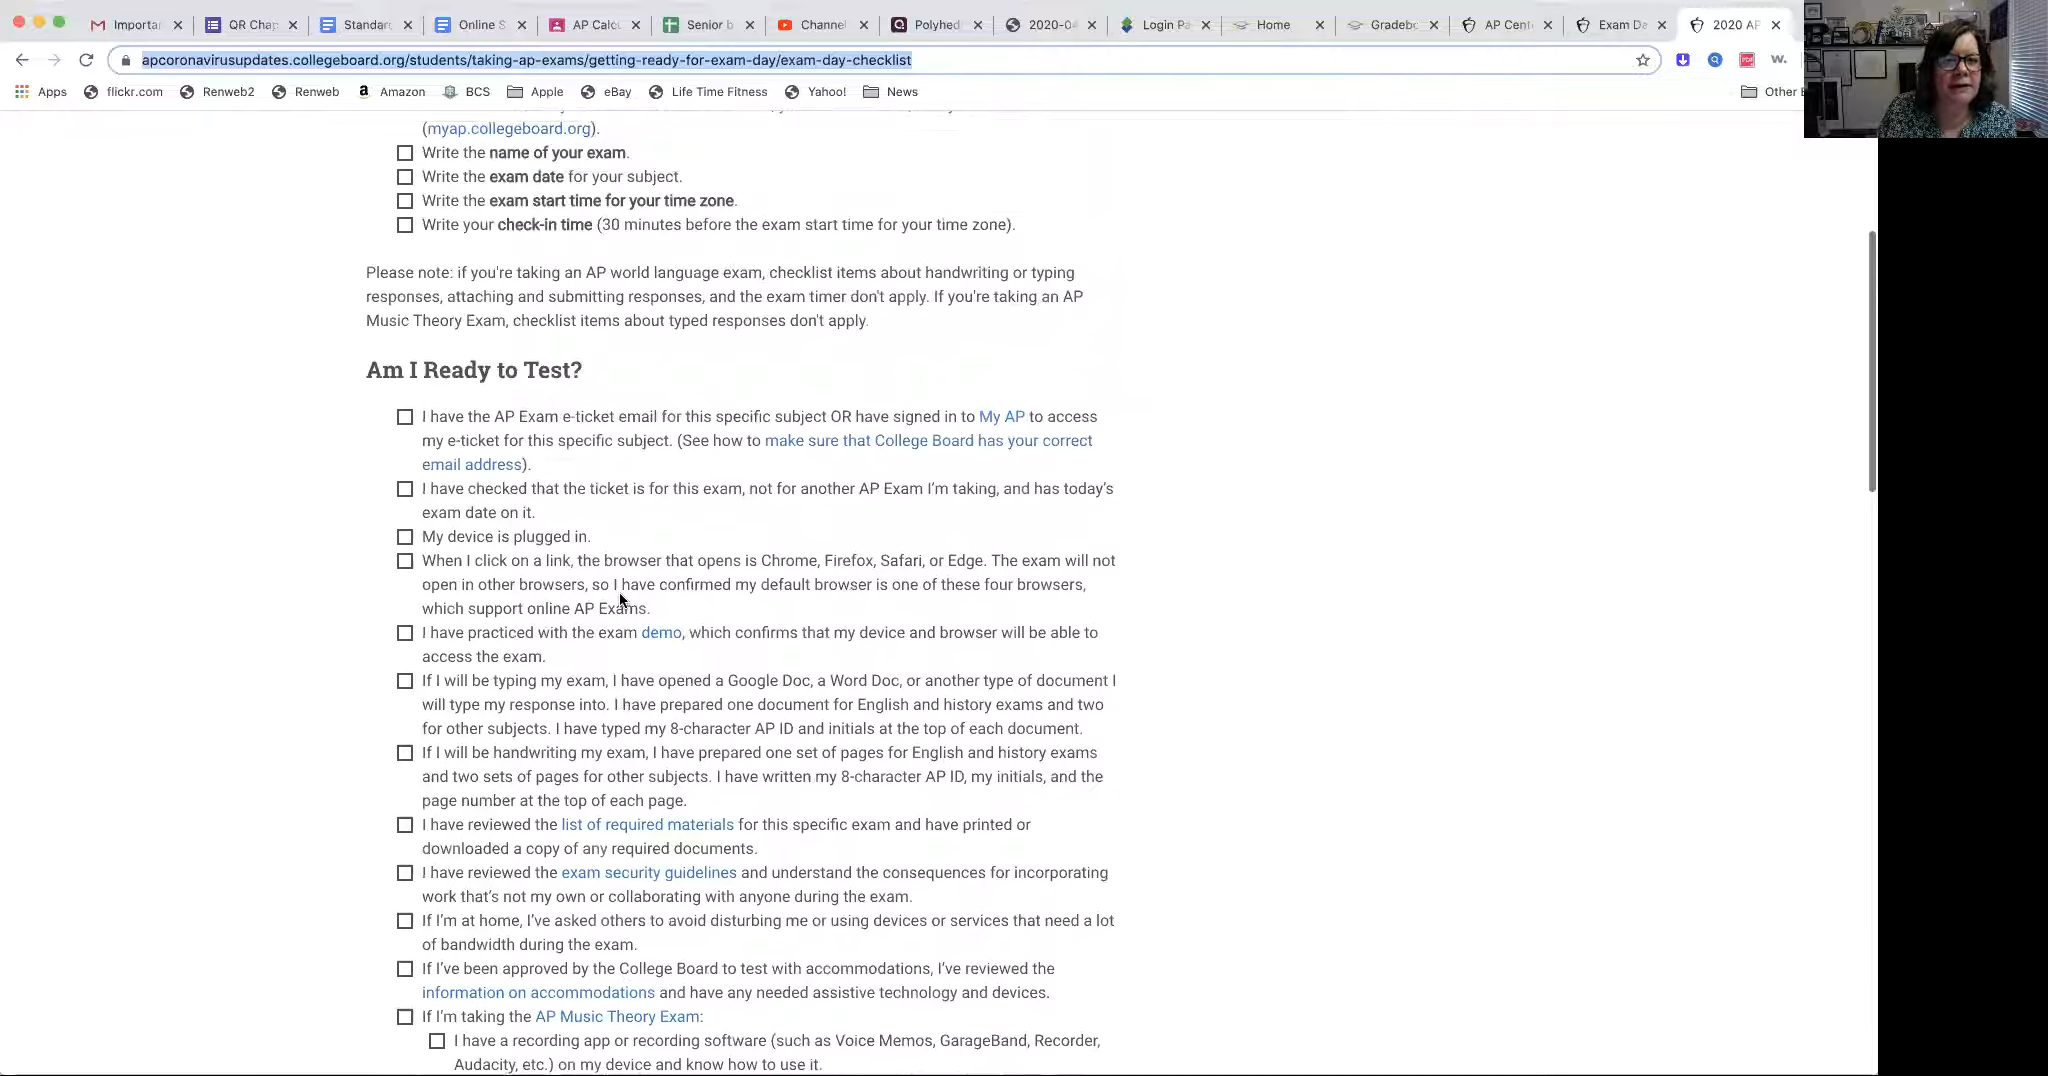 Importa
QR Cha
Standar
Online S
AP Calc
Senior b
Channel
Polyhed
2020-0
Login Pa
Home
Gradebo
AP Cent
Exam Da
2020 AP
apcoronavirusupdates.collegeboard.org/students/taking-ap-exams/getting-ready-for-exam-day/exam-day-checklist
Apps flickr.com Renweb2 Renweb Amazon BCS Apple eBay Life Time Fitness Yahoo! News Other
(myap.collegeboard.org).
Write the name of your exam.
Write the exam date for your subject.
Write the exam start time for your time zone.
Write your check-in time (30 minutes before the exam start time for your time zone).
Please note: if you're taking an AP world language exam, checklist items about handwriting or typing
responses, attaching and submitting responses, and the exam timer don't apply. If you're taking an AP
Music Theory Exam, checklist items about typed responses don't apply.
Am I Ready to Test?
I have the AP Exam e-ticket email for this specific subject OR have signed in to My AP to access
my e-ticket for this specific subject. (See how to make sure that College Board has your correct
email address).
I have checked that the ticket is for this exam, not for another AP Exam I'm taking, and has today's
exam date on it.
My device is plugged in.
When I click on a link, the browser that opens is Chrome, Firefox, Safari, or Edge. The exam will not
open in other browsers, so I have confirmed my default browser is one of these four browsers,
which support online AP Exams.
I have practiced with the exam demo, which confirms that my device and browser will be able to
access the exam.
If I will be typing my exam, I have opened a Google Doc, a Word Doc, or another type of document I
will type my response into. I have prepared one document for English and history exams and two
for other subjects. I have typed my 8-character AP ID and initials at the top of each document.
If I will be handwriting my exam, I have prepared one set of pages for English and history exams
and two sets of pages for other subjects. I have written my 8-character AP ID, my initials, and the
page number at the top of each page.
I have reviewed the list of required materials for this specific exam and have printed or
downloaded a copy of any required documents.
I have reviewed the exam security guidelines and understand the consequences for incorporating
work that's not my own or collaborating with anyone during the exam.
If I'm at home, I've asked others to avoid disturbing me or using devices or services that need a lot
of bandwidth during the exam.
If I've been approved by the College Board to test with accommodations, I've reviewed the
information on accommodations and have any needed assistive technology and devices.
If I'm taking the AP Music Theory Exam:
I have a recording app or recording software (such as Voice Memos, GarageBand, Recorder,
Audacity, etc.) on my device and know how to use it.